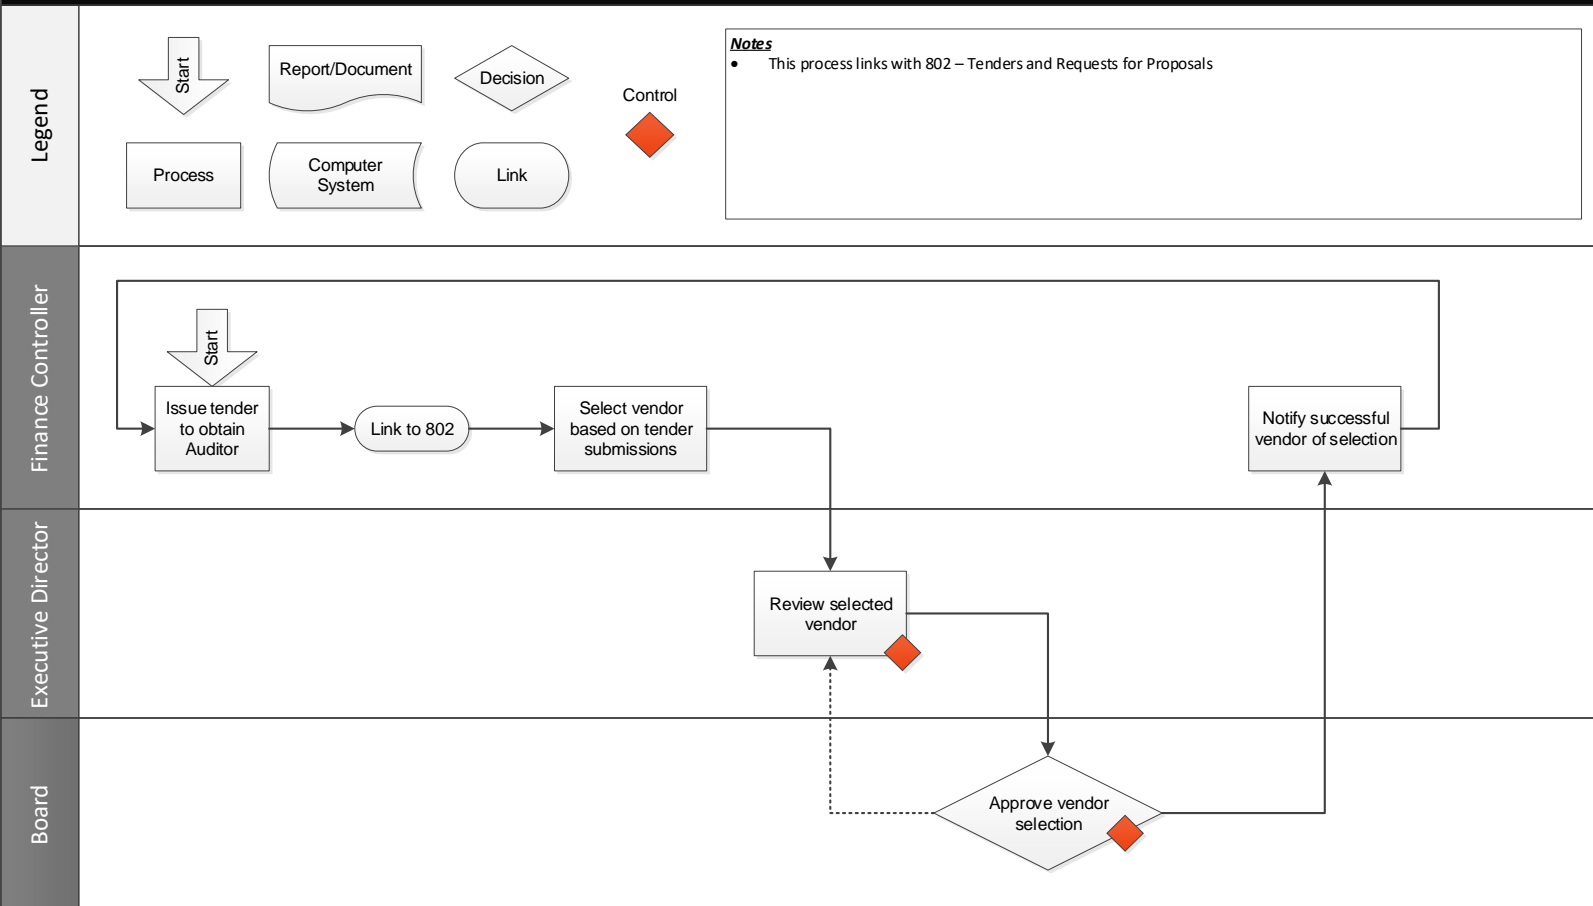 Legend
Start
Report/Document
Decision
Control
Process
Computer
System
Link
Notes
• This process links with 802 – Tenders and Requests for Proposals
Finance Controller
Start
Issue tender
to obtain
Auditor
Link to 802
Select vendor
based on tender
submissions
Notify successful
vendor of selection
Executive Director
Review selected
vendor
Board
Approve vendor
selection